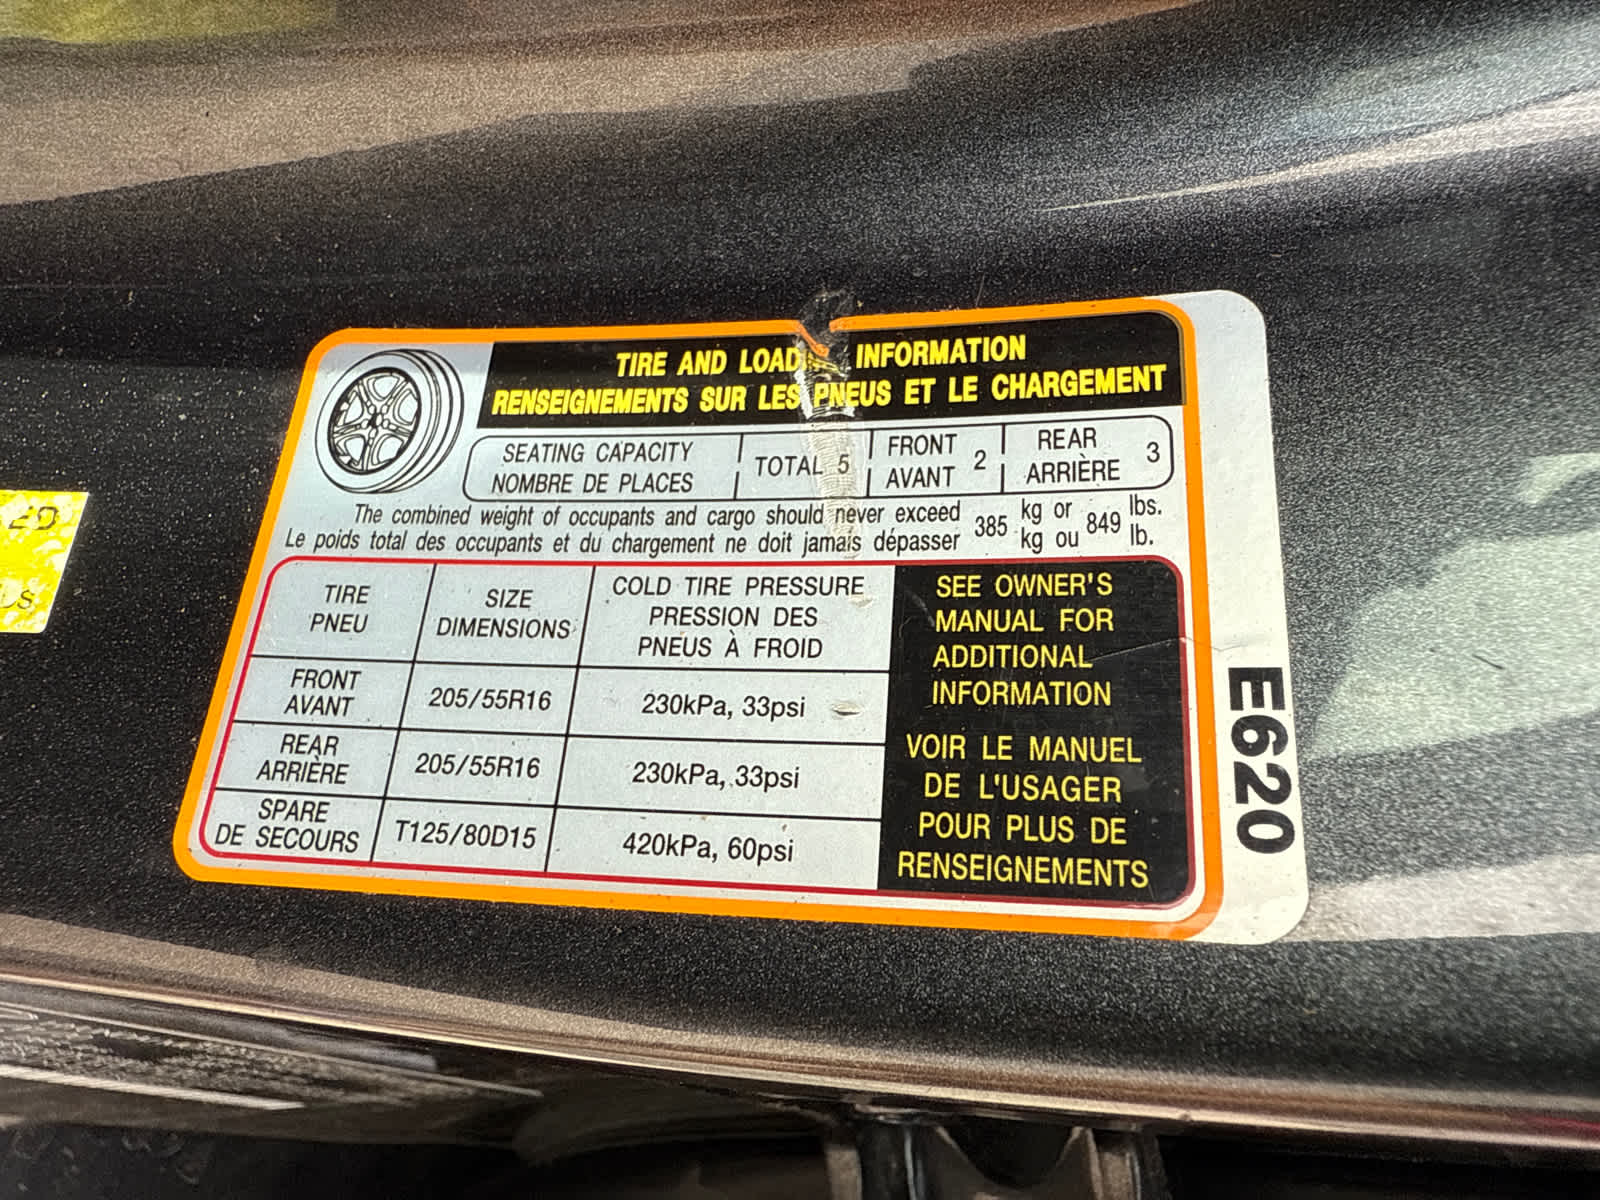 TIRE AND LOAD INFORMATION
RENSEIGNEMENTS SUR LES PNEUS ET LE CHARGEMENT
SEATING CAPACITY
NOMBRE DE PLACES
TOTAL 5
FRONT
AVANT
2
REAR
ARRIÈRE
3
The combined weight of occupants and cargo should never exceed 385 kg or 849 lbs.
Le poids total des occupants et du chargement ne doit jamais dépasser kg ou lb.
TIRE
PNEU
SIZE
DIMENSIONS
COLD TIRE PRESSURE
PRESSION DES
PNEUS À FROID
FRONT
AVANT
205/55R16
230kPa, 33psi
REAR
ARRIÈRE
205/55R16
230kPa, 33psi
SPARE
DE SECOURS
T125/80D15
420kPa, 60psi
SEE OWNER'S
MANUAL FOR
ADDITIONAL
INFORMATION
VOIR LE MANUEL
DE L'USAGER
POUR PLUS DE
RENSEIGNEMENTS
E620